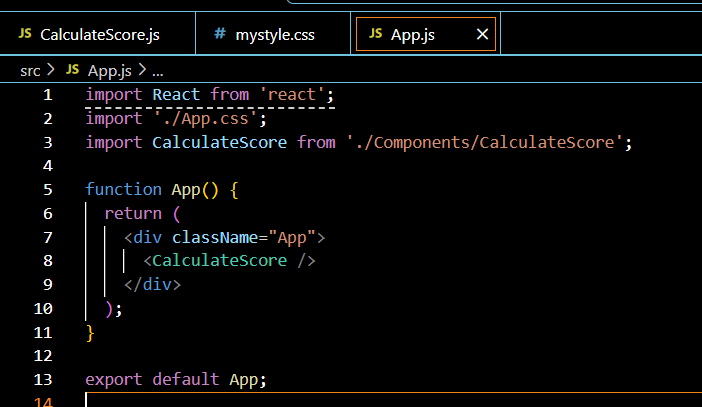 JS CalculateScore.js
# mystyle.css
JS App.js ×
src > JS App.js > ...
1 import React from 'react';
2 import './App.css';
3 import CalculateScore from './Components/CalculateScore';
4
5 function App() {
6   return (
7     <div className="App">
8       <CalculateScore />
9     </div>
10   );
11 }
12
13 export default App;
14